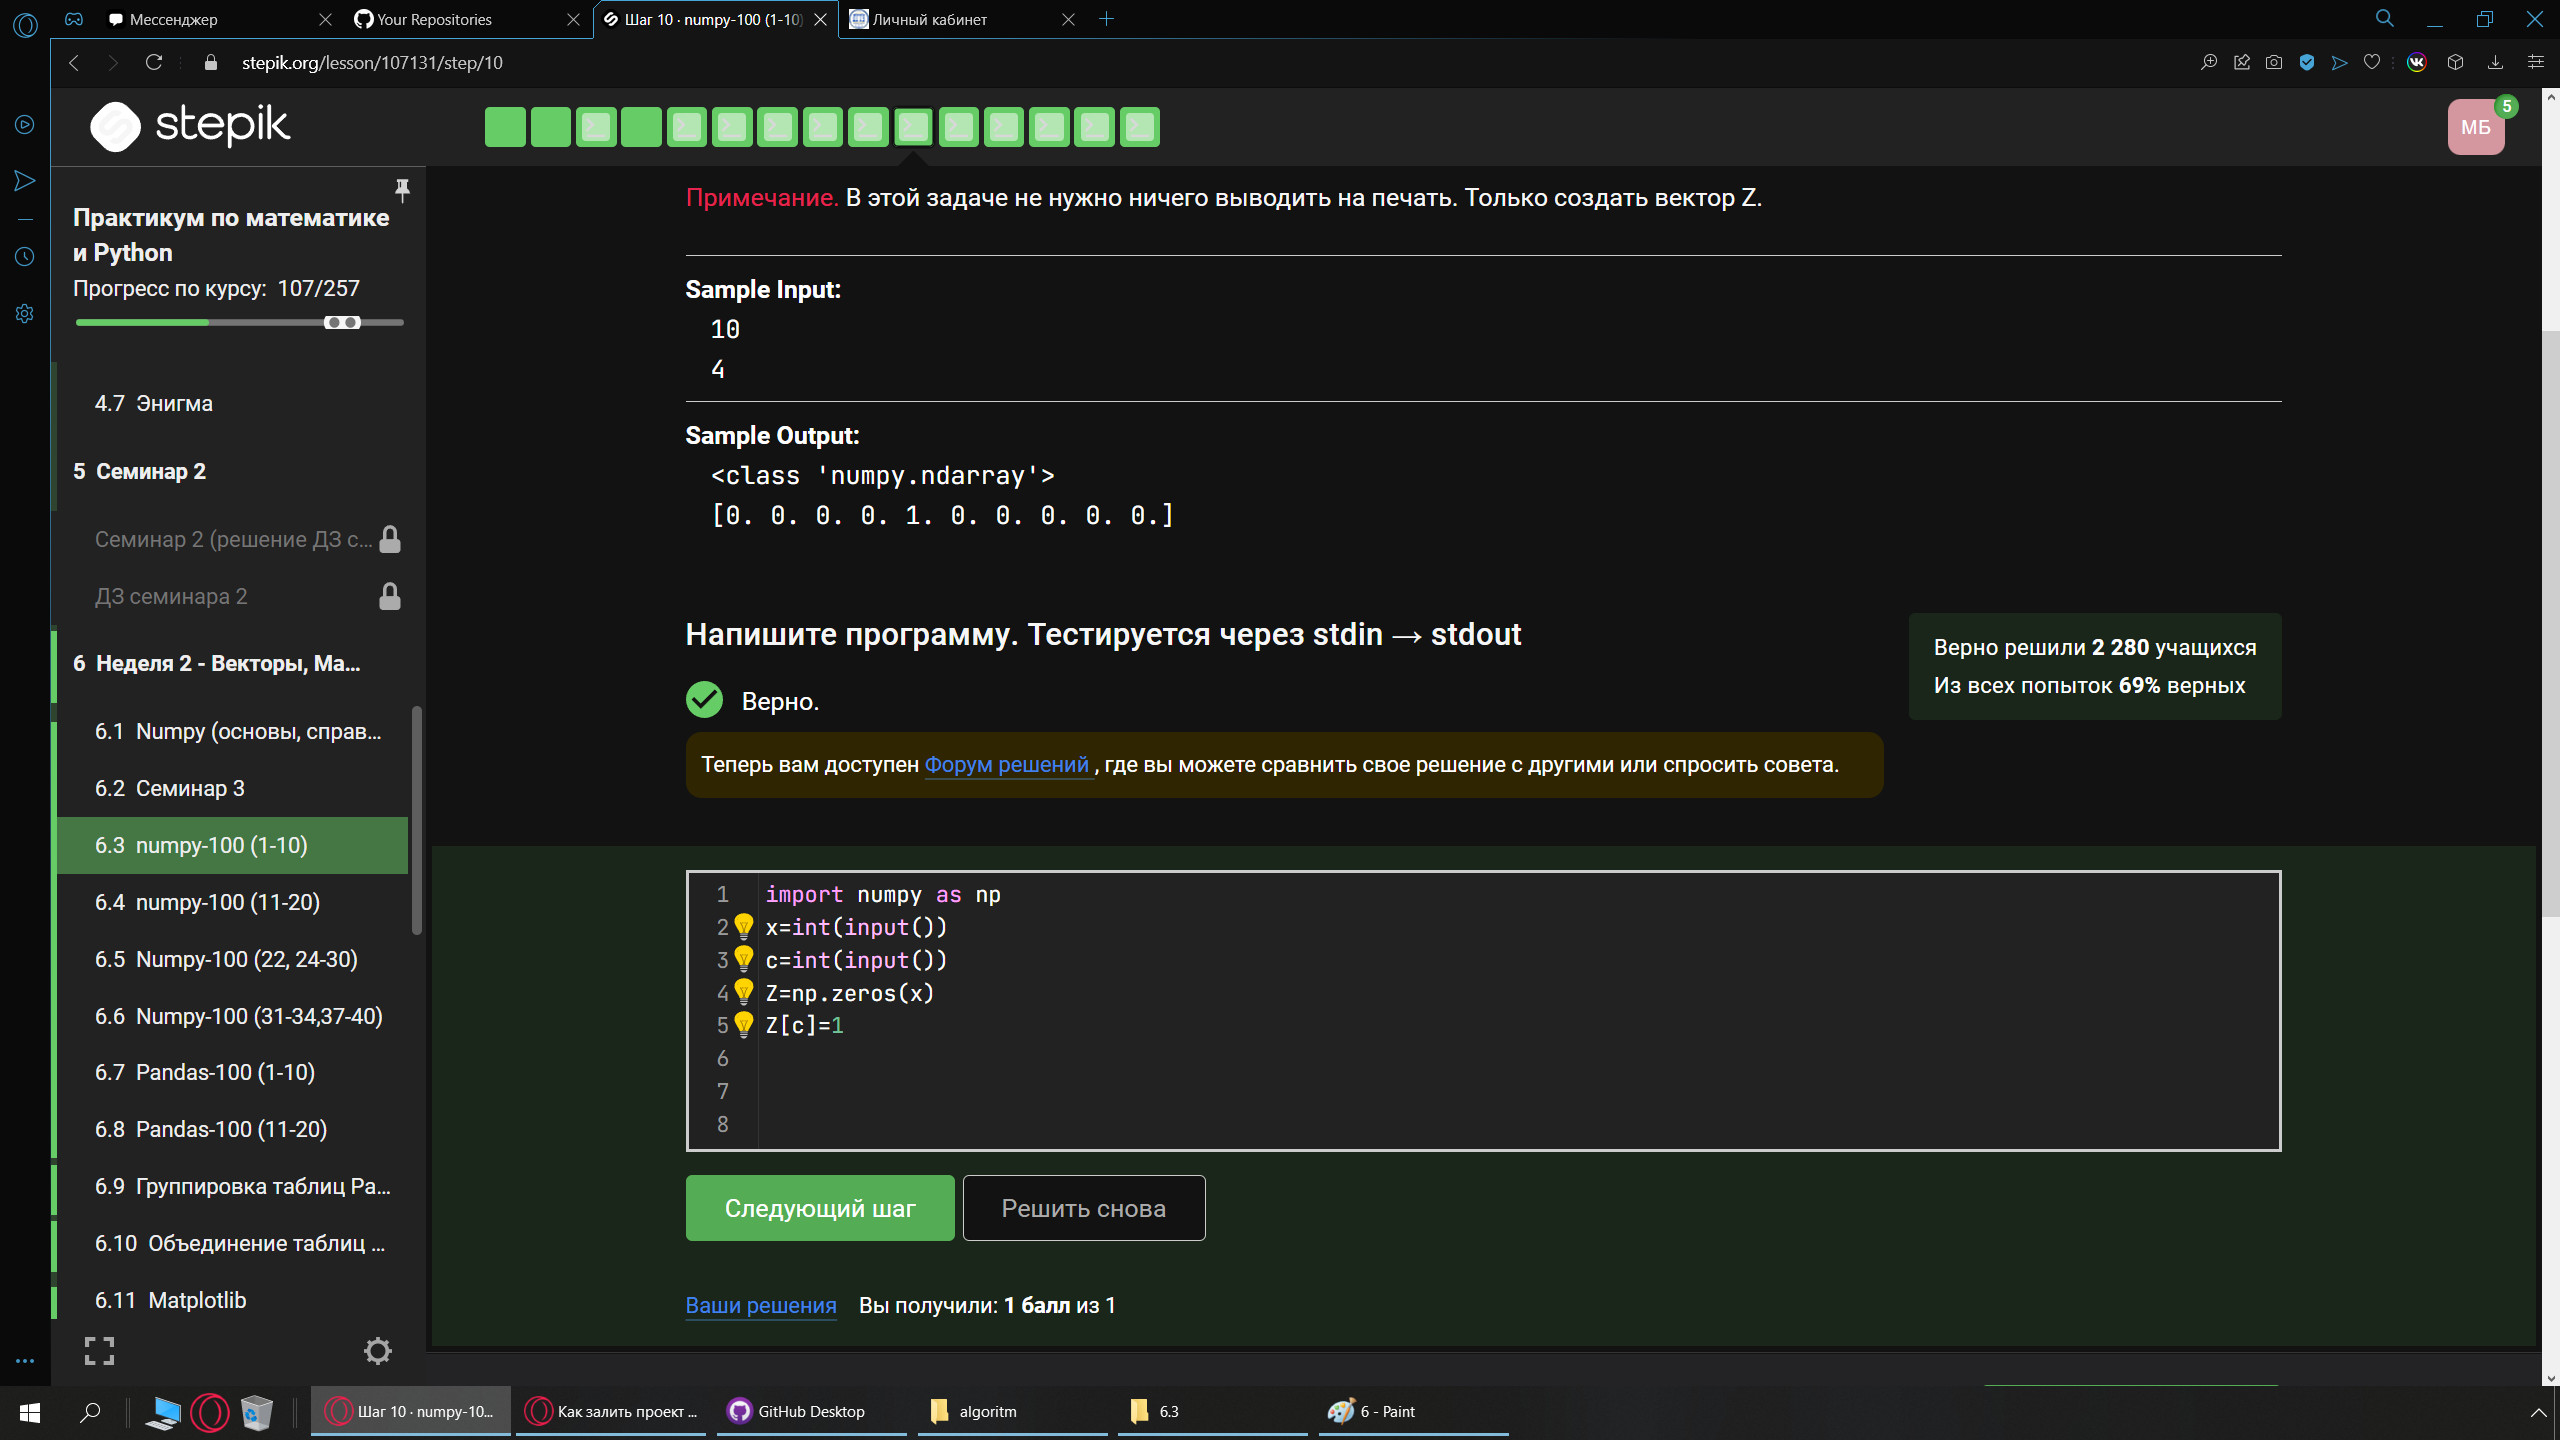 Мессенджер
Your Repositories
Шаг 10 · numpy-100 (1-10)
Личный кабинет
stepik.org/lesson/107131/step/10
stepik
МБ
5
Практикум по математике
и Python
Прогресс по курсу: 107/257
4.7 Энигма
5 Семинар 2
Семинар 2 (решение ДЗ с...
ДЗ семинара 2
6 Неделя 2 - Векторы, Ма...
6.1 Numpy (основы, справ...
6.2 Семинар 3
6.3 numpy-100 (1-10)
6.4 numpy-100 (11-20)
6.5 Numpy-100 (22, 24-30)
6.6 Numpy-100 (31-34,37-40)
6.7 Pandas-100 (1-10)
6.8 Pandas-100 (11-20)
6.9 Группировка таблиц Pa...
6.10 Объединение таблиц ...
6.11 Matplotlib
Примечание. В этой задаче не нужно ничего выводить на печать. Только создать вектор Z.
Sample Input:
10
4
Sample Output:
<class 'numpy.ndarray'>
[0. 0. 0. 0. 1. 0. 0. 0. 0. 0.]
Напишите программу. Тестируется через stdin → stdout
Верно решили 2 280 учащихся
Из всех попыток 69% верных
Верно.
Теперь вам доступен Форум решений , где вы можете сравнить свое решение с другими или спросить совета.
1 import numpy as np
2 x=int(input())
3 c=int(input())
4 Z=np.zeros(x)
5 Z[c]=1
6
7
8
Следующий шаг
Решить снова
Ваши решения Вы получили: 1 балл из 1
Шаг 10 · numpy-10...
Как залить проект ...
GitHub Desktop
algoritm
6.3
6 - Paint